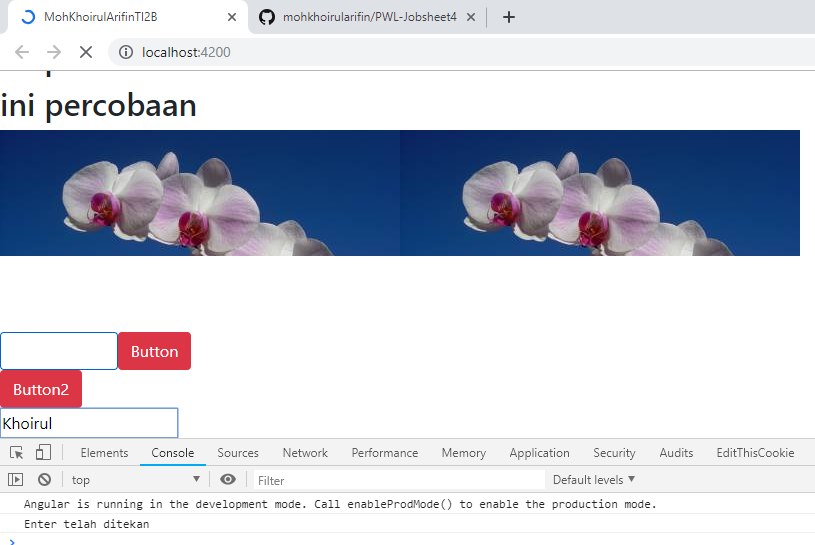 MohKhoirulArifinTI2B
mohkhoirularifin/PWL-Jobsheet4
localhost:4200
ini percobaan
Button
Button2
Khoirul
Elements Console Sources Network Performance Memory Application Security Audits EditThisCookie
top Filter Default levels
Angular is running in the development mode. Call enableProdMode() to enable the production mode.
Enter telah ditekan